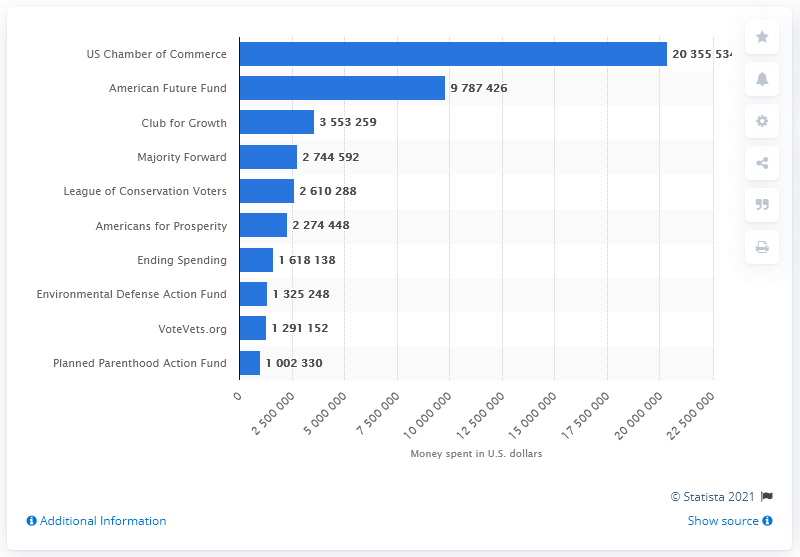 US Chamber of Commerce 20 355 534
American Future Fund 9 787 426
Club for Growth 3 553 259
Majority Forward 2 744 592
League of Conservation Voters 2 610 288
Americans for Prosperity 2 274 448
Ending Spending 1 618 138
Environmental Defense Action Fund 1 325 248
VoteVets.org 1 291 152
Planned Parenthood Action Fund 1 002 330
0 2 500 000 5 000 000 7 500 000 10 000 000 12 500 000 15 000 000 17 500 000 20 000 000 22 500 000
Money spent in U.S. dollars
© Statista 2021
Additional Information Show source